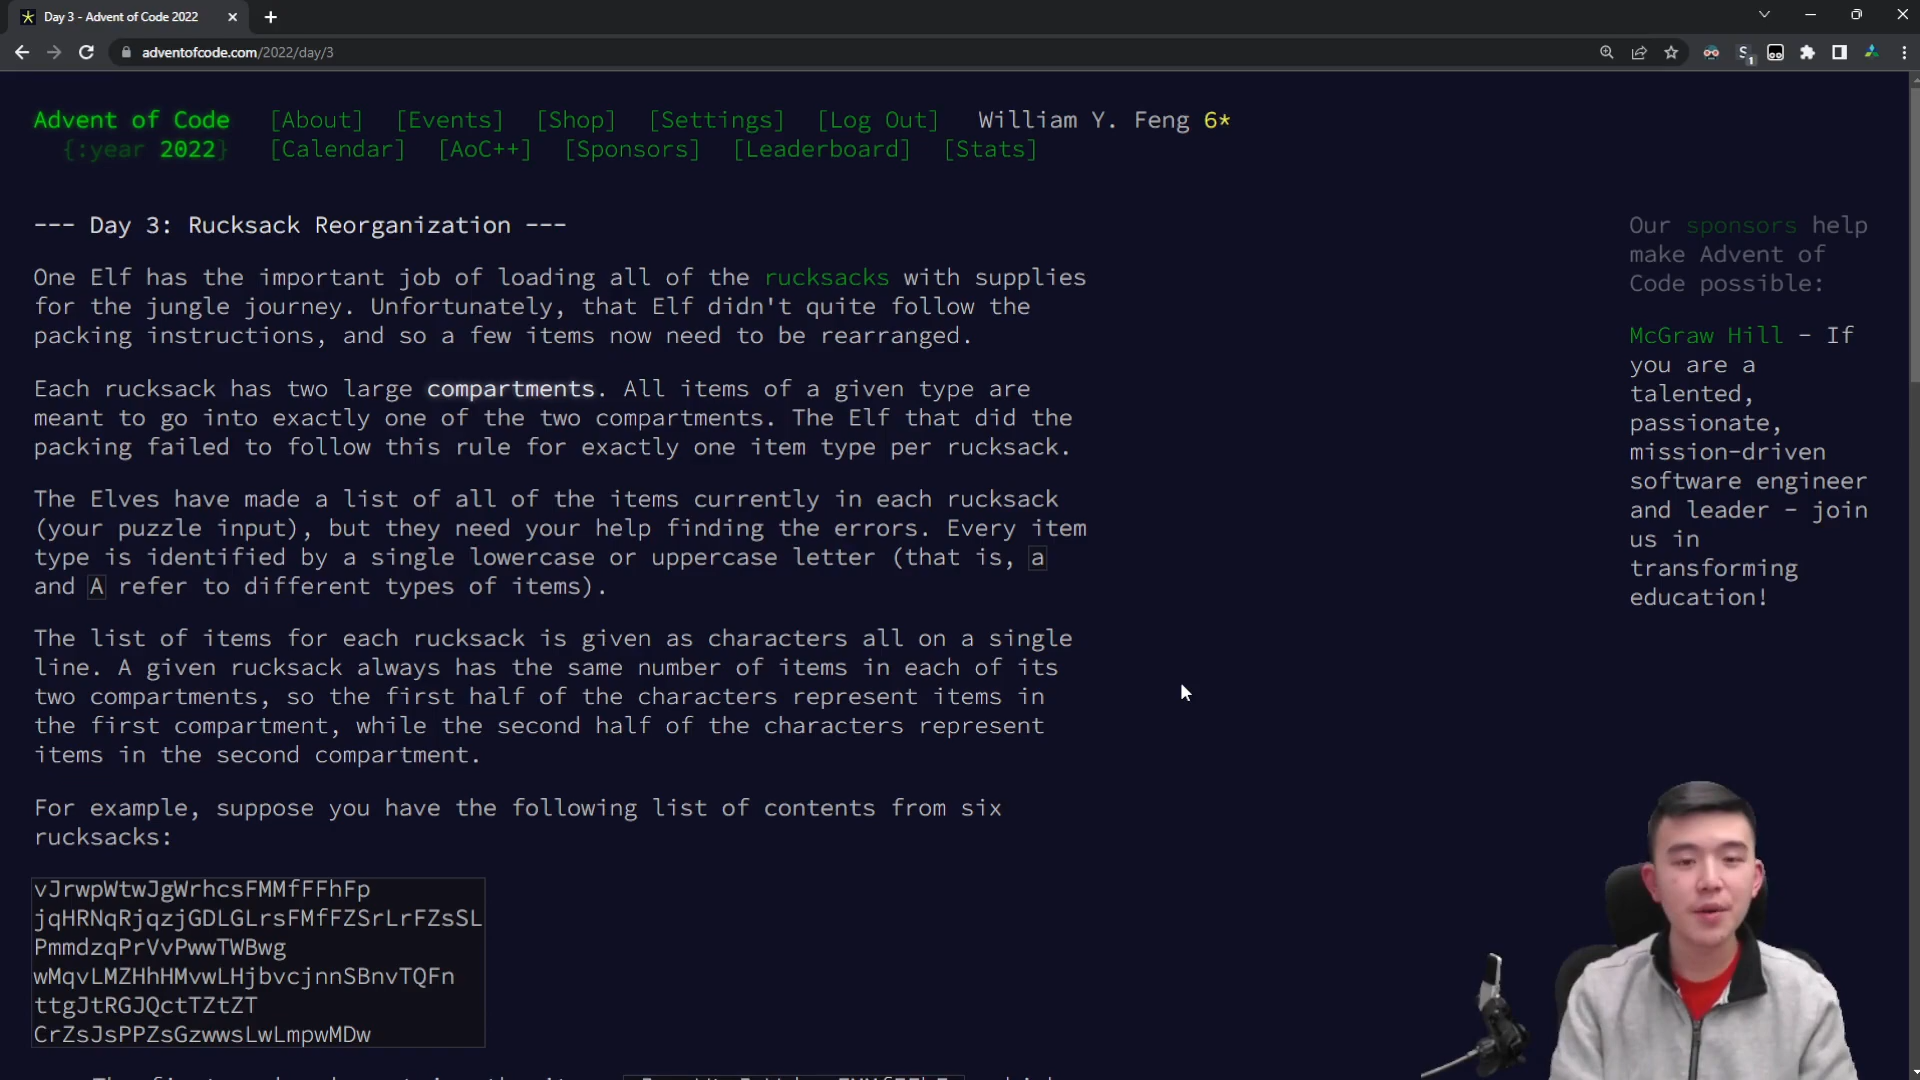 Day 3 - Advent of Code 2022
adventofcode.com/2022/day/3
Advent of Code [About] [Events] [Shop] [Settings] [Log Out] William Y. Feng 6*
{:year 2022} [Calendar] [AoC++] [Sponsors] [Leaderboard] [Stats]
--- Day 3: Rucksack Reorganization ---
One Elf has the important job of loading all of the rucksacks with supplies
for the jungle journey. Unfortunately, that Elf didn't quite follow the
packing instructions, and so a few items now need to be rearranged.
Each rucksack has two large compartments. All items of a given type are
meant to go into exactly one of the two compartments. The Elf that did the
packing failed to follow this rule for exactly one item type per rucksack.
The Elves have made a list of all of the items currently in each rucksack
(your puzzle input), but they need your help finding the errors. Every item
type is identified by a single lowercase or uppercase letter (that is, a
and A refer to different types of items).
The list of items for each rucksack is given as characters all on a single
line. A given rucksack always has the same number of items in each of its
two compartments, so the first half of the characters represent items in
the first compartment, while the second half of the characters represent
items in the second compartment.
For example, suppose you have the following list of contents from six
rucksacks:
vJrwpWtwJgWrhcsFMMfFFhFp
jqHRNqRjqzjGDLGLrsFMfFZSrLrFZsSL
PmmdzqPrVvPwwTWBwg
wMqvLMZHhHMvwLHjbvcjnnSBnvTQFn
ttgJtRGJQctTZtZT
CrZsJsPPZsGzwwsLwLmpwMDw
Our sponsors help
make Advent of
Code possible:
McGraw Hill - If
you are a
talented,
passionate,
mission-driven
software engineer
and leader - join
us in
transforming
education!